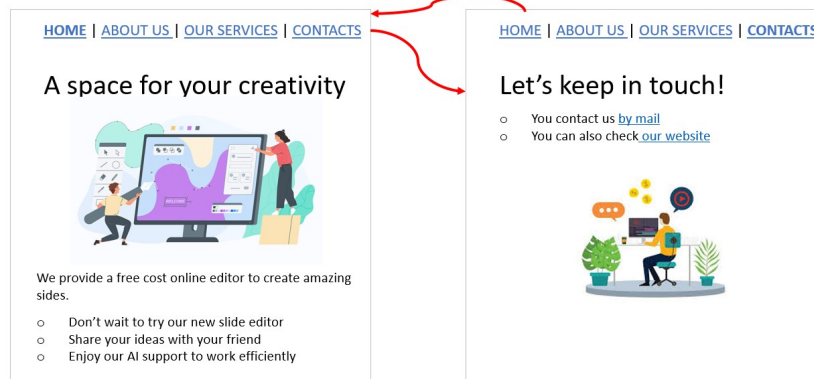 HOME | ABOUT US | OUR SERVICES | CONTACTS
A space for your creativity
We provide a free cost online editor to create amazing
sides.
o Don't wait to try our new slide editor
o Share your ideas with your friend
o Enjoy our AI support to work efficiently
HOME | ABOUT US | OUR SERVICES | CONTACTS
Let's keep in touch!
o You contact us by mail
o You can also check our website